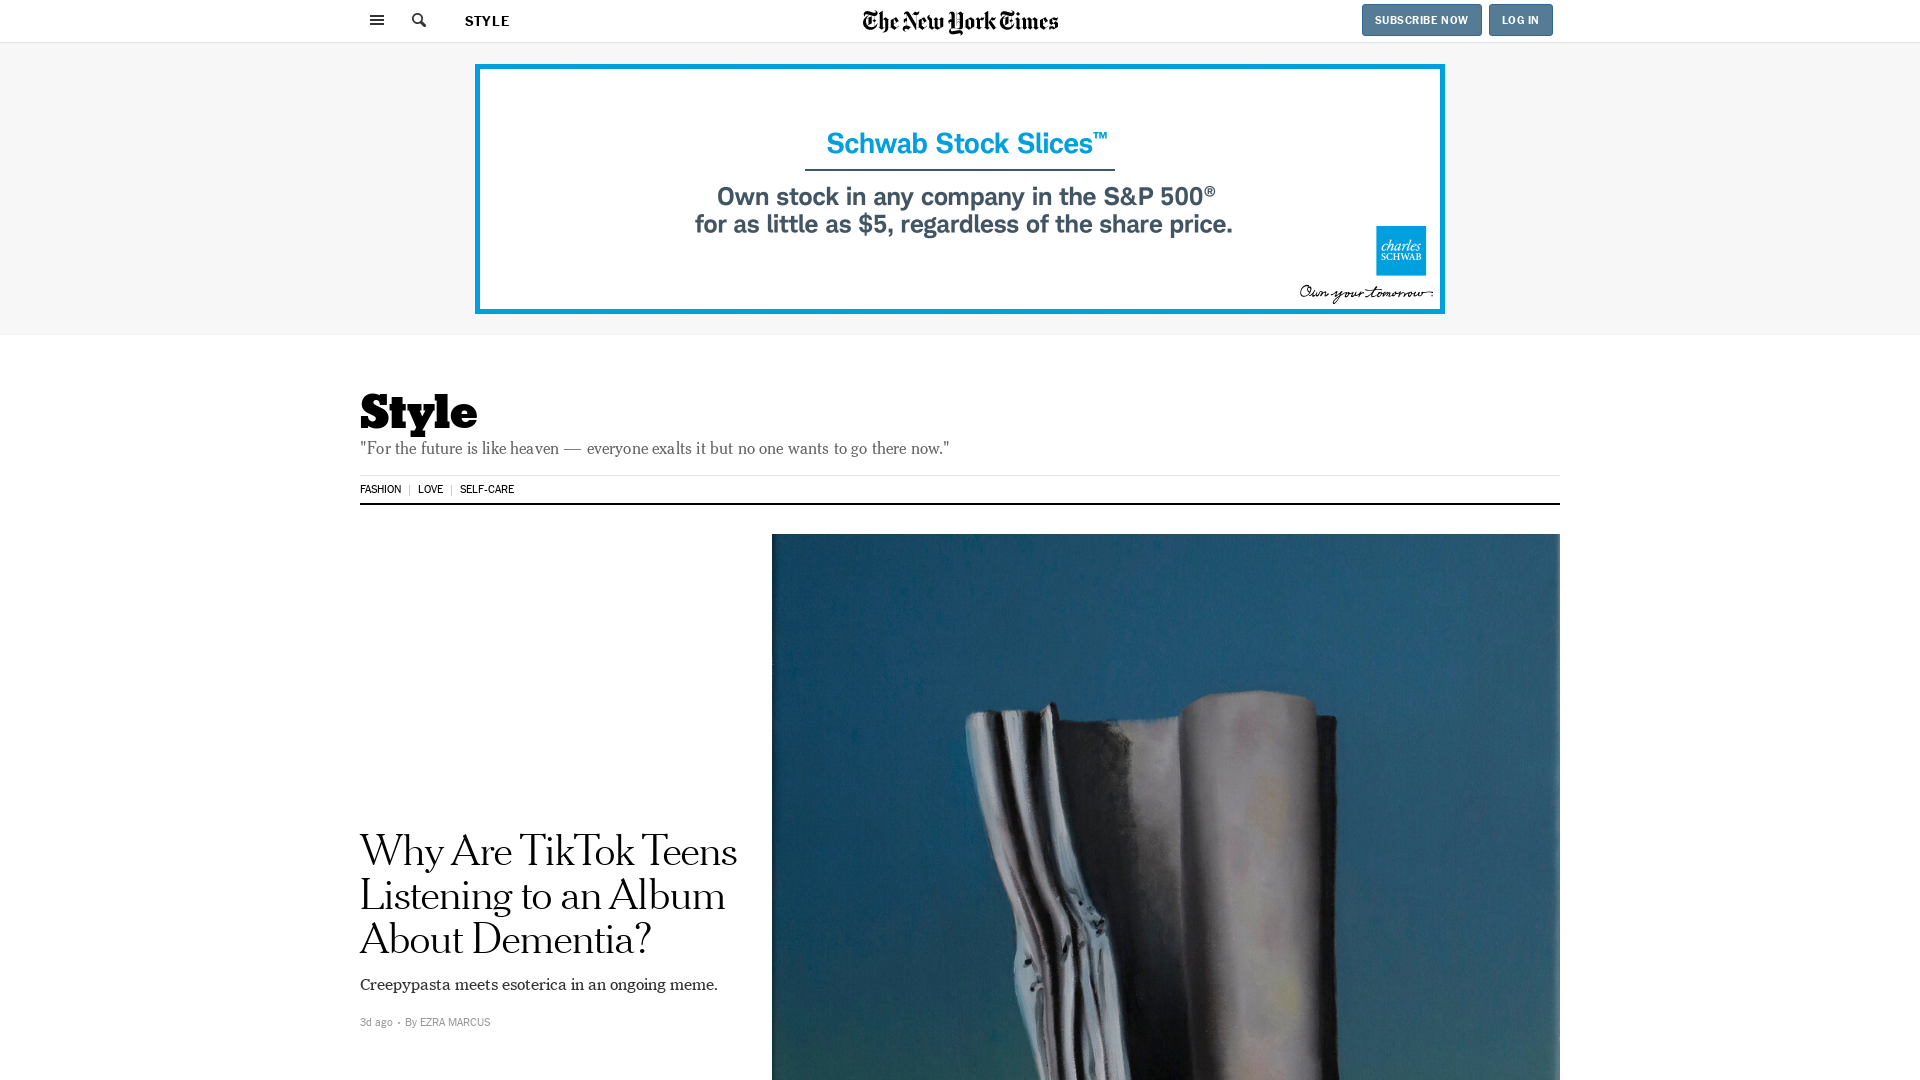 STYLE
The New York Times
SUBSCRIBE NOW
LOG IN
Schwab Stock Slices™
Own stock in any company in the S&P 500®
for as little as $5, regardless of the share price.
charles
SCHWAB
Own your tomorrow.
Style
"For the future is like heaven — everyone exalts it but no one wants to go there now."
FASHION | LOVE | SELF-CARE
Why Are TikTok Teens
Listening to an Album
About Dementia?
Creepypasta meets esoterica in an ongoing meme.
3d ago · By EZRA MARCUS